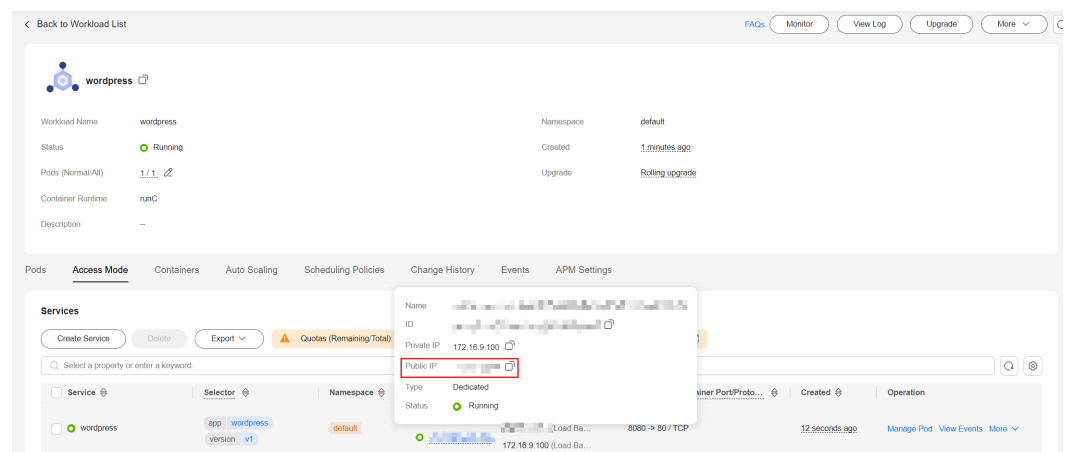 Back to Workload List
FAQs Monitor View Log Upgrade More
wordpress
Workload Name wordpress Namespace default
Status Running Created 1 minutes ago
Pods (Normal/All) 1 / 1 Upgrade Rolling upgrade
Container Runtime runC
Description --
Pods Access Mode Containers Auto Scaling Scheduling Policies Change History Events APM Settings
Services
Name
ID
Private IP 172.16.9.100
Public IP
Type Dedicated
Status Running
Create Service Delete Export Quotas (Remaining/Total):
Select a property or enter a keyword.
Service Selector Namespace iner Port/Proto... Created Operation
wordpress app wordpress default (Load Ba... 8080 -> 80 / TCP 12 seconds ago Manage Pod View Events More
version v1
172.16.9.100 (Load Ba...